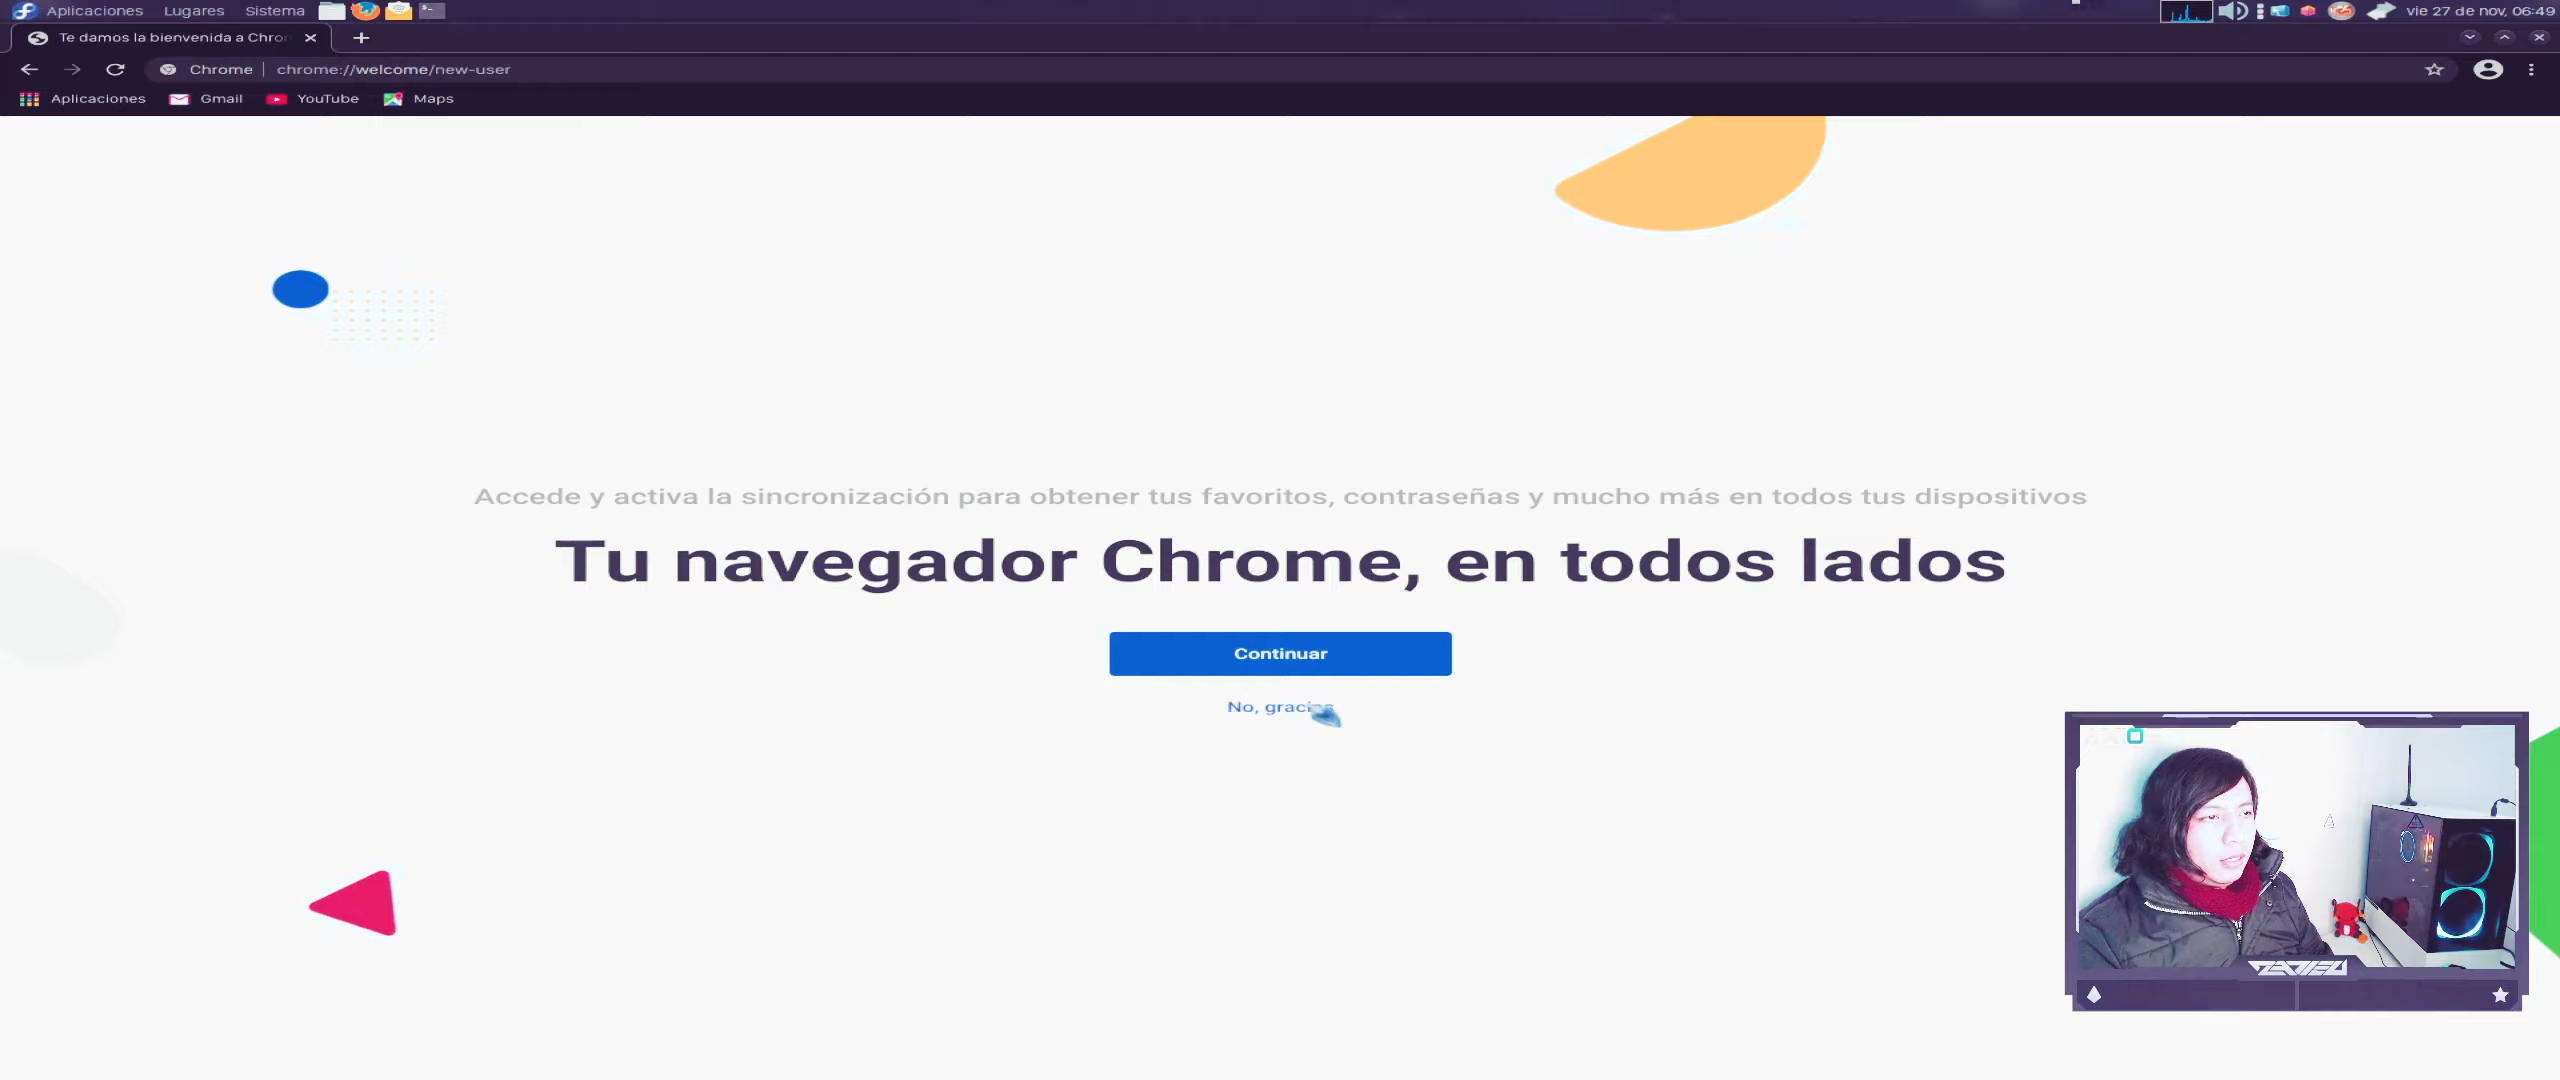 Aplicaciones Lugares Sistema
vie 27 de nov, 06:49
Te damos la bienvenida a Chro
Chrome chrome://welcome/new-user
Aplicaciones Gmail YouTube Maps
Accede y activa la sincronización para obtener tus favoritos, contraseñas y mucho más en todos tus dispositivos
Tu navegador Chrome, en todos lados
Continuar
No, gracias